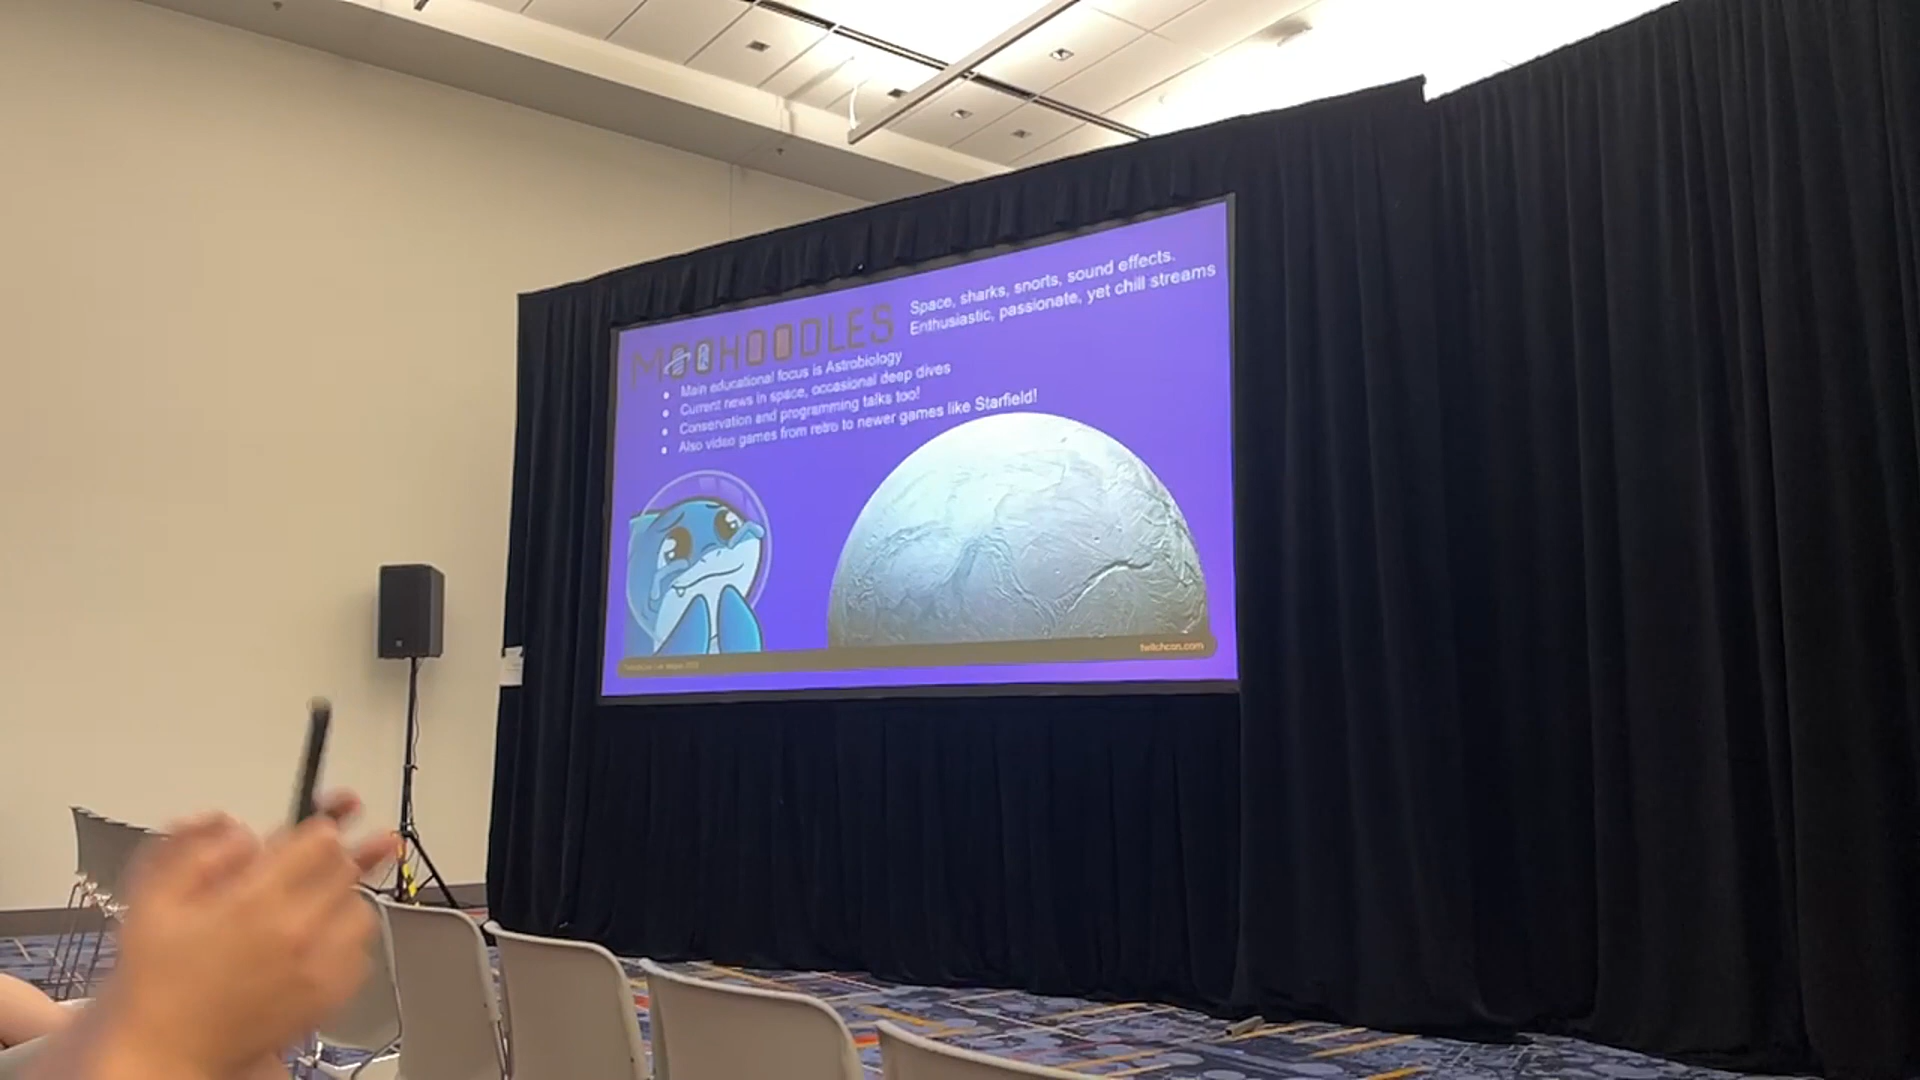 MOOHOODLES
Space, sharks, snorts, sound effects.
Enthusiastic, passionate, yet chill streams
Main educational focus is Astrobiology
Current news in space, occasional deep dives
Conservation and programming talks too!
Also video games from retro to newer games like Starfield!
twitchcon.com